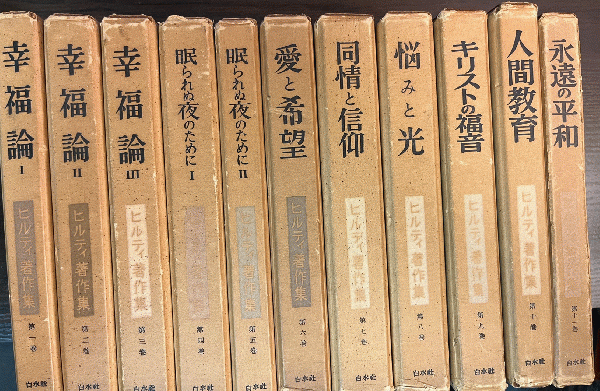 幸福論 I
ヒルティ著作集
第一巻
幸福論 II
ヒルティ著作集
第二巻
白水社
幸福論 III
ヒルティ著作集
第三巻
白水社
眠られぬ夜のために I
第四巻
白水社
眠られぬ夜のために II
第五巻
白水社
愛と希望
ヒルティ著作集
第六巻
白水社
同情と信仰
ヒルティ著作集
第七巻
白水社
悩みと光
ヒルティ著作集
第八巻
白水社
キリストの福音
ヒルティ著作集
第九巻
白水社
人間教育
ヒルティ著作集
第十巻
白水社
永遠の平和
第十一巻
白水社